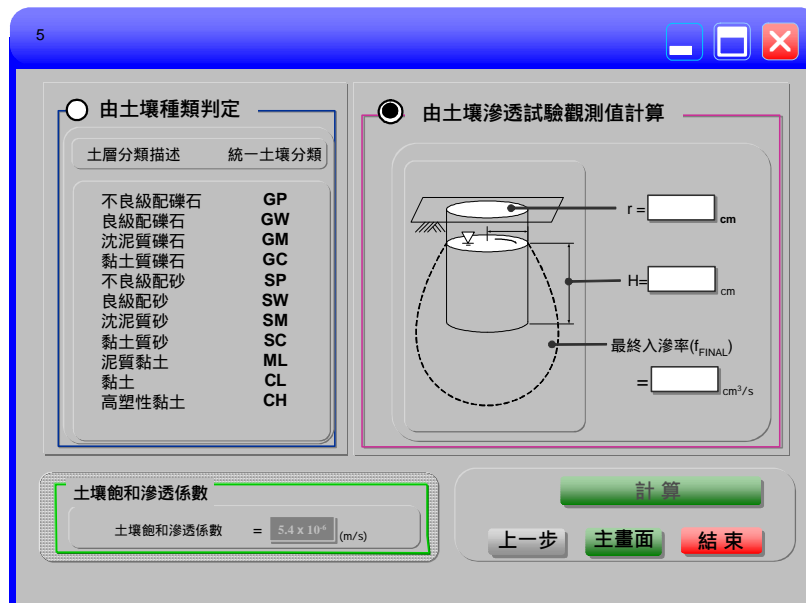 5
由土壤種類判定
土層分類描述 統一土壤分類
不良級配礫石 GP
良級配礫石 GW
沈泥質礫石 GM
黏土質礫石 GC
不良級配砂 SP
良級配砂 SW
沈泥質砂 SM
黏土質砂 SC
泥質黏土 ML
黏土 CL
高塑性黏土 CH
由土壤滲透試驗觀測值計算
r = cm
H= cm
最終入滲率(fFINAL)
= cm³/s
土壤飽和滲透係數
土壤飽和滲透係數 = 5.4 x 10⁻⁶ (m/s)
計 算
上一步 主畫面 結 束